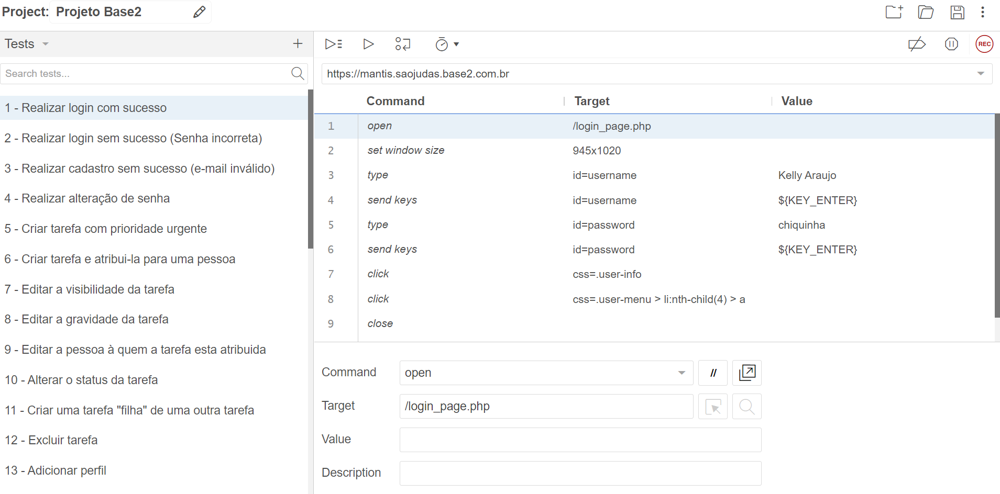 Project: Projeto Base2
Tests
Search tests...
1 - Realizar login com sucesso
2 - Realizar login sem sucesso (Senha incorreta)
3 - Realizar cadastro sem sucesso (e-mail inválido)
4 - Realizar alteração de senha
5 - Criar tarefa com prioridade urgente
6 - Criar tarefa e atribui-la para uma pessoa
7 - Editar a visibilidade da tarefa
8 - Editar a gravidade da tarefa
9 - Editar a pessoa à quem a tarefa esta atribuida
10 - Alterar o status da tarefa
11 - Criar uma tarefa "filha" de uma outra tarefa
12 - Excluir tarefa
13 - Adicionar perfil
REC
https://mantis.saojudas.base2.com.br
Command Target Value
1 open /login_page.php
2 set window size 945x1020
3 type id=username Kelly Araujo
4 send keys id=username ${KEY_ENTER}
5 type id=password chiquinha
6 send keys id=password ${KEY_ENTER}
7 click css=.user-info
8 click css=.user-menu > li:nth-child(4) > a
9 close
Command open //
Target /login_page.php
Value
Description